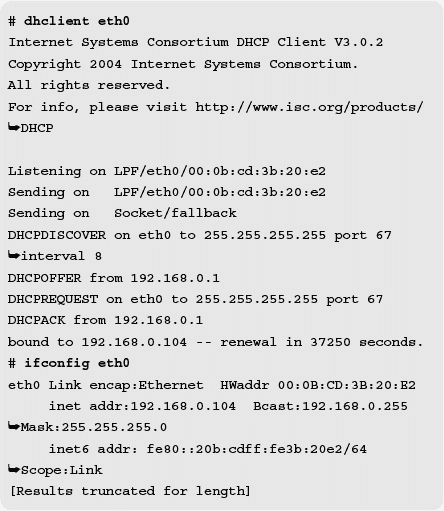 # dhclient eth0
Internet Systems Consortium DHCP Client V3.0.2
Copyright 2004 Internet Systems Consortium.
All rights reserved.
For info, please visit http://www.isc.org/products/
➥DHCP

Listening on LPF/eth0/00:0b:cd:3b:20:e2
Sending on   LPF/eth0/00:0b:cd:3b:20:e2
Sending on   Socket/fallback
DHCPDISCOVER on eth0 to 255.255.255.255 port 67
➥interval 8
DHCPOFFER from 192.168.0.1
DHCPREQUEST on eth0 to 255.255.255.255 port 67
DHCPACK from 192.168.0.1
bound to 192.168.0.104 -- renewal in 37250 seconds.
# ifconfig eth0
eth0 Link encap:Ethernet  HWaddr 00:0B:CD:3B:20:E2
     inet addr:192.168.0.104  Bcast:192.168.0.255
➥Mask:255.255.255.0
     inet6 addr: fe80::20b:cdff:fe3b:20e2/64
➥Scope:Link
[Results truncated for length]